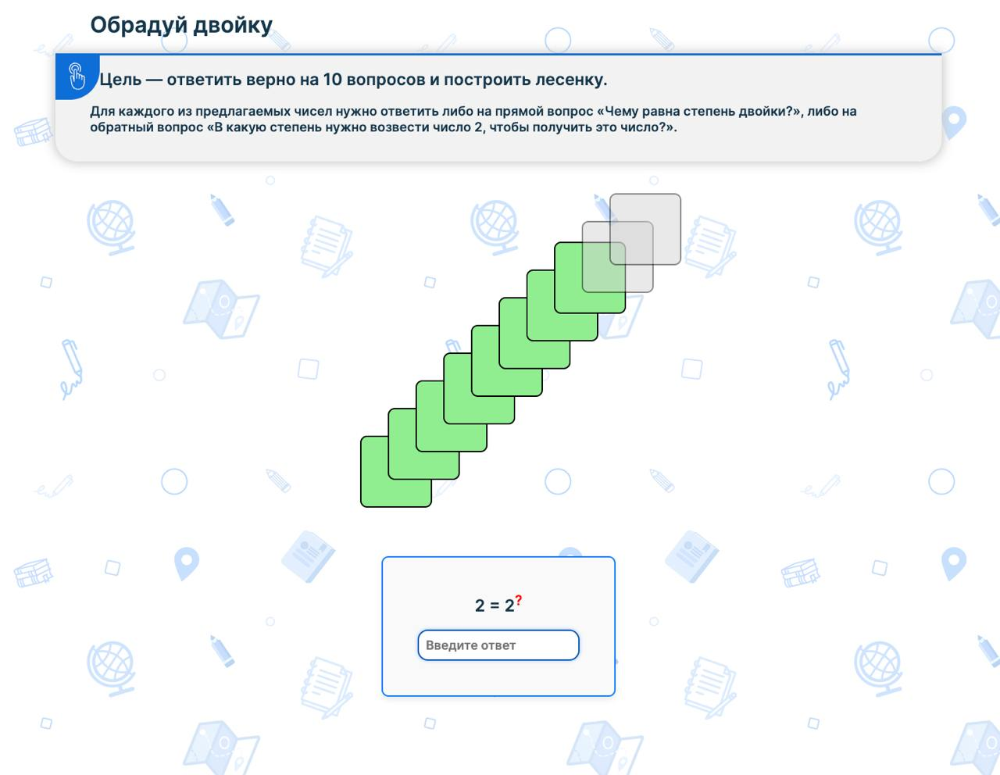 Обрадуй двойку
Цель — ответить верно на 10 вопросов и построить лесенку.
Для каждого из предлагаемых чисел нужно ответить либо на прямой вопрос «Чему равна степень двойки?», либо на
обратный вопрос «В какую степень нужно возвести число 2, чтобы получить это число?».
2 = 2?
Введите ответ